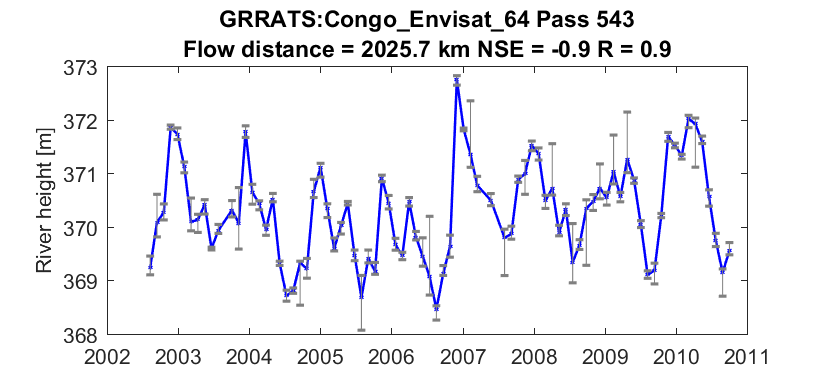 GRRATS:Congo_Envisat_64 Pass 543
Flow distance = 2025.7 km NSE = -0.9 R = 0.9
River height [m]
373
372
371
370
369
368
2002 2003 2004 2005 2006 2007 2008 2009 2010 2011